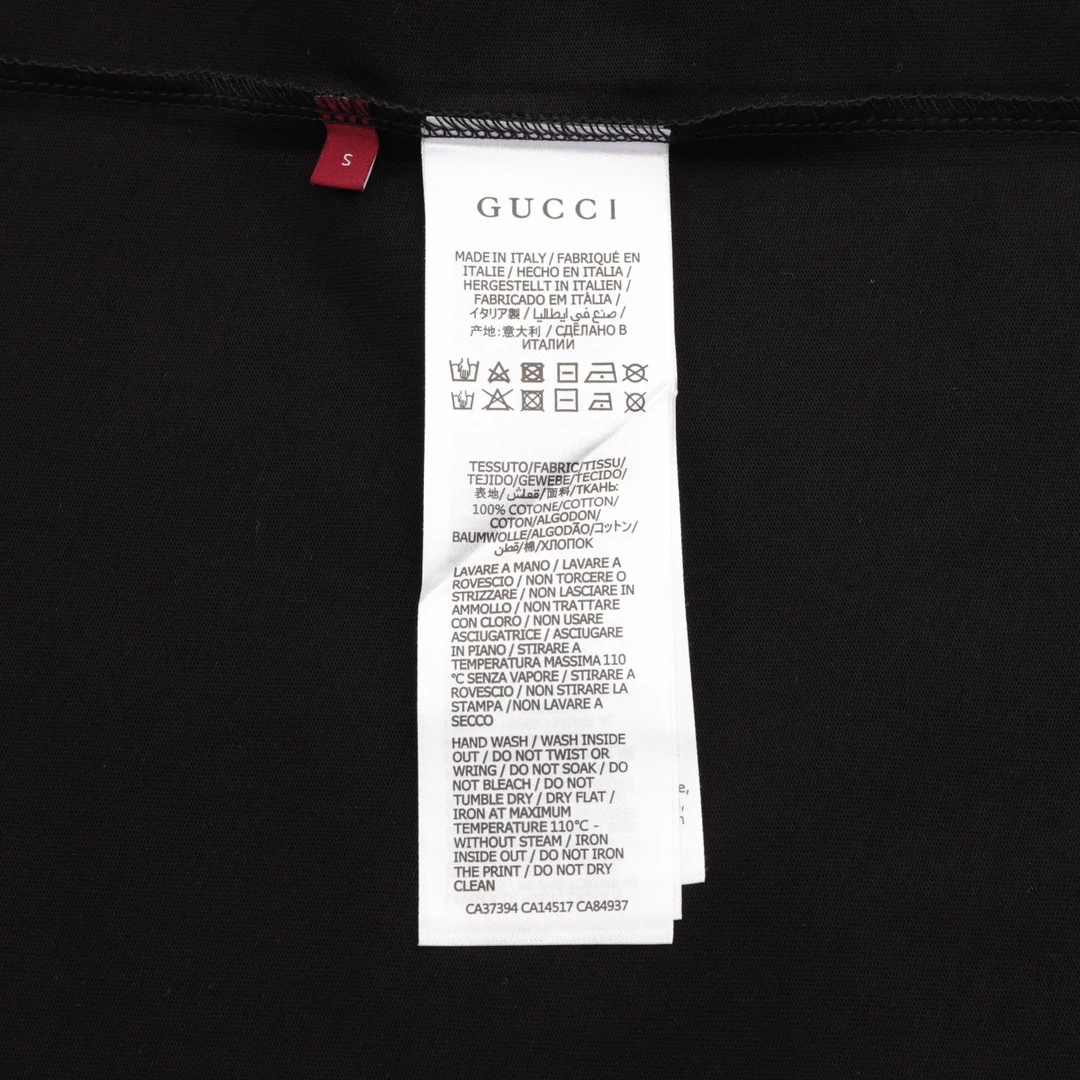 S
GUCCI
MADE IN ITALY / FABRIQUÉ EN
ITALIE / HECHO EN ITALIA /
HERGESTELLT IN ITALIEN /
FABRICADO EM ITÁLIA /
イタリア製 / صنع في ايطاليا /
产地: 意大利 / СДЕЛАНО В
ИТАЛИИ
TESSUTO/FABRIC/TISSU/
TEJIDO/GEWEBE/TECIDO/
表地/قماش/面料/ТКАНЬ:
100% COTONE/COTTON/
COTON/ALGODON/
BAUMWOLLE/ALGODÃO/コットン/
قطن/棉/ХЛОПОК
LAVARE A MANO / LAVARE A
ROVESCIO / NON TORCERE O
STRIZZARE / NON LASCIARE IN
AMMOLLO / NON TRATTARE
CON CLORO / NON USARE
ASCIUGATRICE / ASCIUGARE
IN PIANO / STIRARE A
TEMPERATURA MASSIMA 110
°C SENZA VAPORE / STIRARE A
ROVESCIO / NON STIRARE LA
STAMPA /NON LAVARE A
SECCO
HAND WASH / WASH INSIDE
OUT / DO NOT TWIST OR
WRING / DO NOT SOAK / DO
NOT BLEACH / DO NOT
TUMBLE DRY / DRY FLAT /
IRON AT MAXIMUM
TEMPERATURE 110°C -
WITHOUT STEAM / IRON
INSIDE OUT / DO NOT IRON
THE PRINT / DO NOT DRY
CLEAN
CA37394 CA14517 CA84937